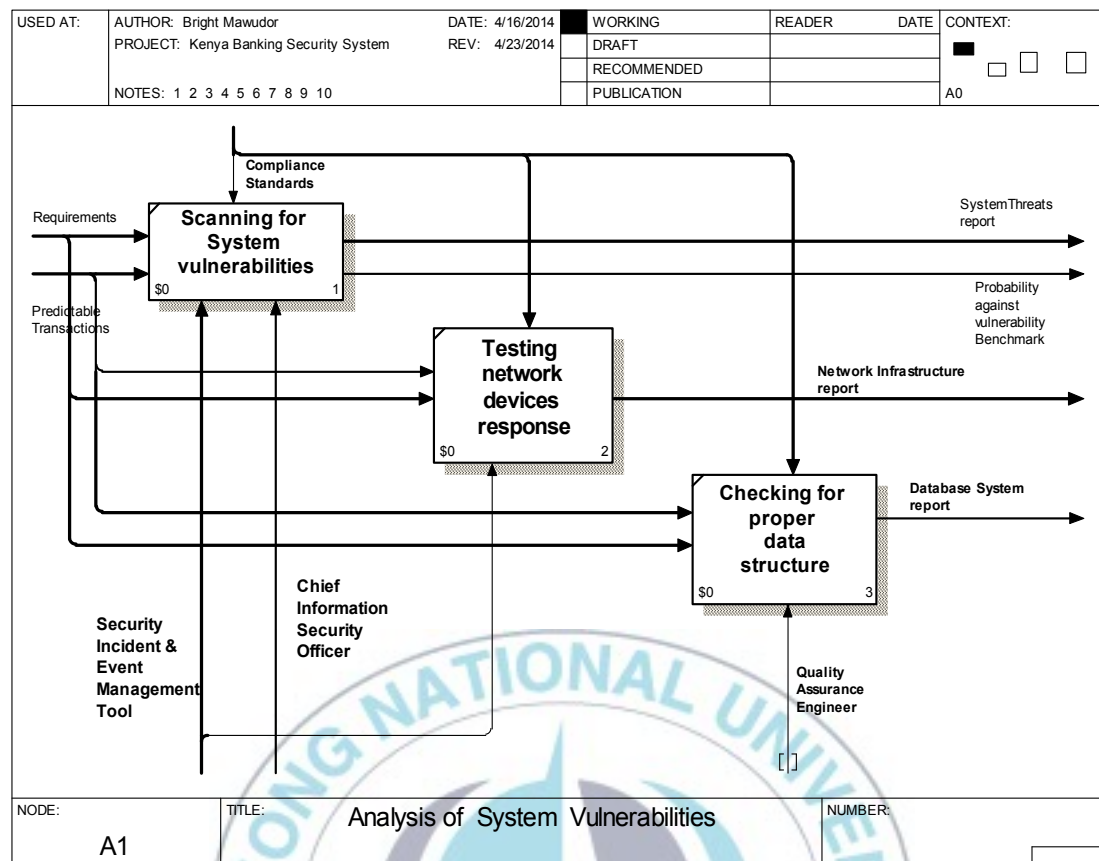 USED AT:
AUTHOR: Bright Mawudor
DATE: 4/16/2014
PROJECT: Kenya Banking Security System
REV: 4/23/2014
NOTES: 1 2 3 4 5 6 7 8 9 10
WORKING
DRAFT
RECOMMENDED
PUBLICATION
READER
DATE
CONTEXT:
A0
Compliance
Standards
Requirements
Predictable
Transactions
Scanning for
System
vulnerabilities
$0
1
SystemThreats
report
Probability
against
vulnerability
Benchmark
Testing
network
devices
response
$0
2
Network Infrastructure
report
Checking for
proper
data
structure
$0
3
Database System
report
Security
Incident &
Event
Management
Tool
Chief
Information
Security
Officer
Quality
Assurance
Engineer
[ ]
ONG NATIONAL UNIVE
NODE:
A1
TITLE:
Analysis of System Vulnerabilities
NUMBER: